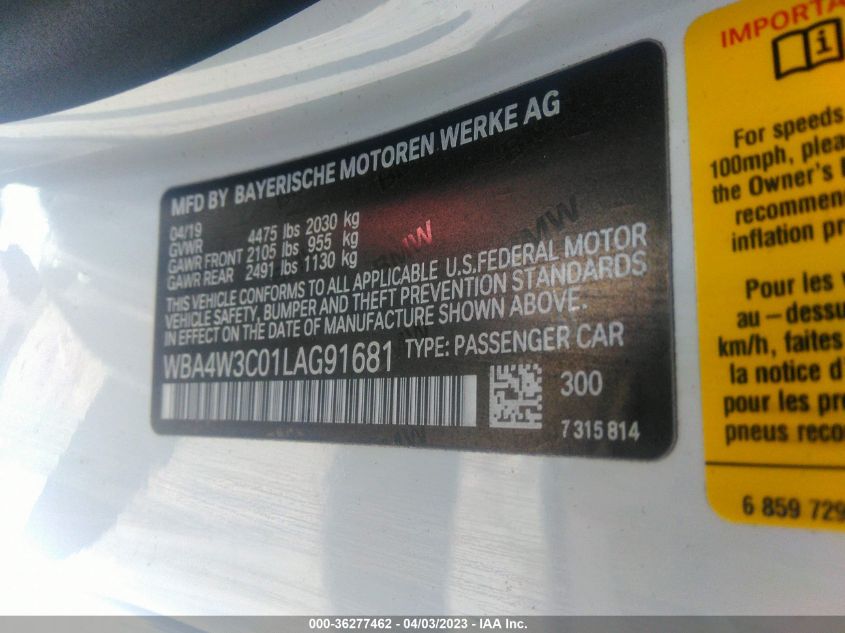 MFD BY BAYERISCHE MOTOREN WERKE AG
04/19
GVWR 4475 lbs 2030 kg
GAWR FRONT 2105 lbs 955 kg
GAWR REAR 2491 lbs 1130 kg
THIS VEHICLE CONFORMS TO ALL APPLICABLE U.S.FEDERAL MOTOR
VEHICLE SAFETY, BUMPER AND THEFT PREVENTION STANDARDS
IN EFFECT ON THE DATE OF MANUFACTURE SHOWN ABOVE.
WBA4W3C01LAG91681 TYPE: PASSENGER CAR
300
7 315 814
BMW
BMW
IMPORTA
i
For speeds
100mph, plea
the Owner's
recommen
inflation pr
Pour les
au – dessu
km/h, faites
la notice d'
pour les pre
pneus reco
6 859 729
000-36277462 - 04/03/2023 - IAA Inc.